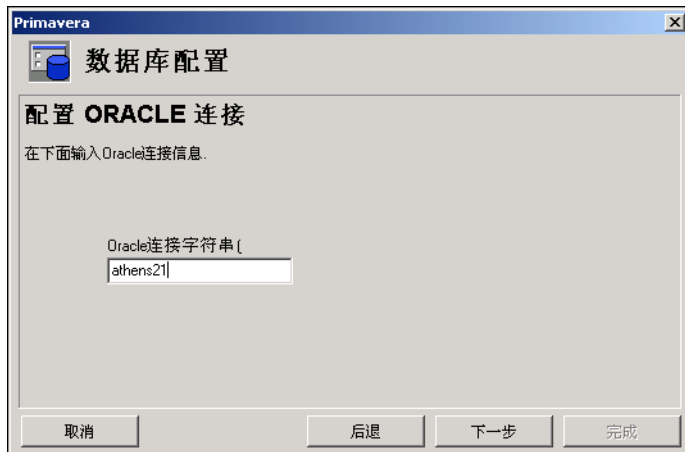 Primavera
数据库配置
配置 ORACLE 连接
在下面输入Oracle连接信息.
Oracle连接字符串(
athens21
取消
后退
下一步
完成